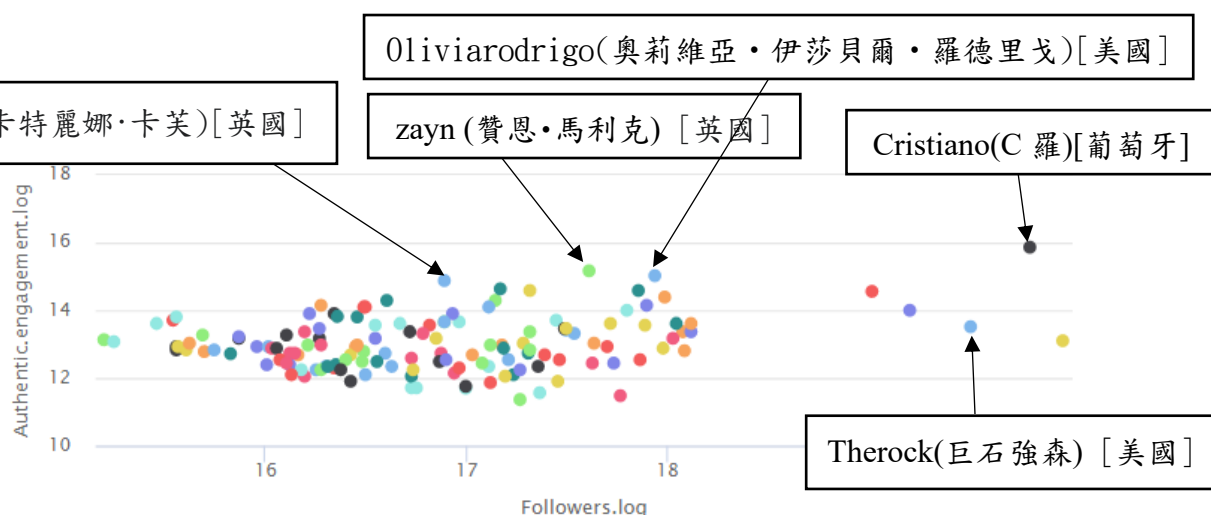 Oliviarodrigo(奧莉維亞・伊莎貝爾・羅德里戈)[美國]
卡特麗娜·卡芙)[英國]
zayn (贊恩・馬利克) [英國]
Cristiano(C 羅)[葡萄牙]
Authentic.engagement.log
18
16
14
12
10
16
17
18
Therock(巨石強森) [美國]
Followers.log